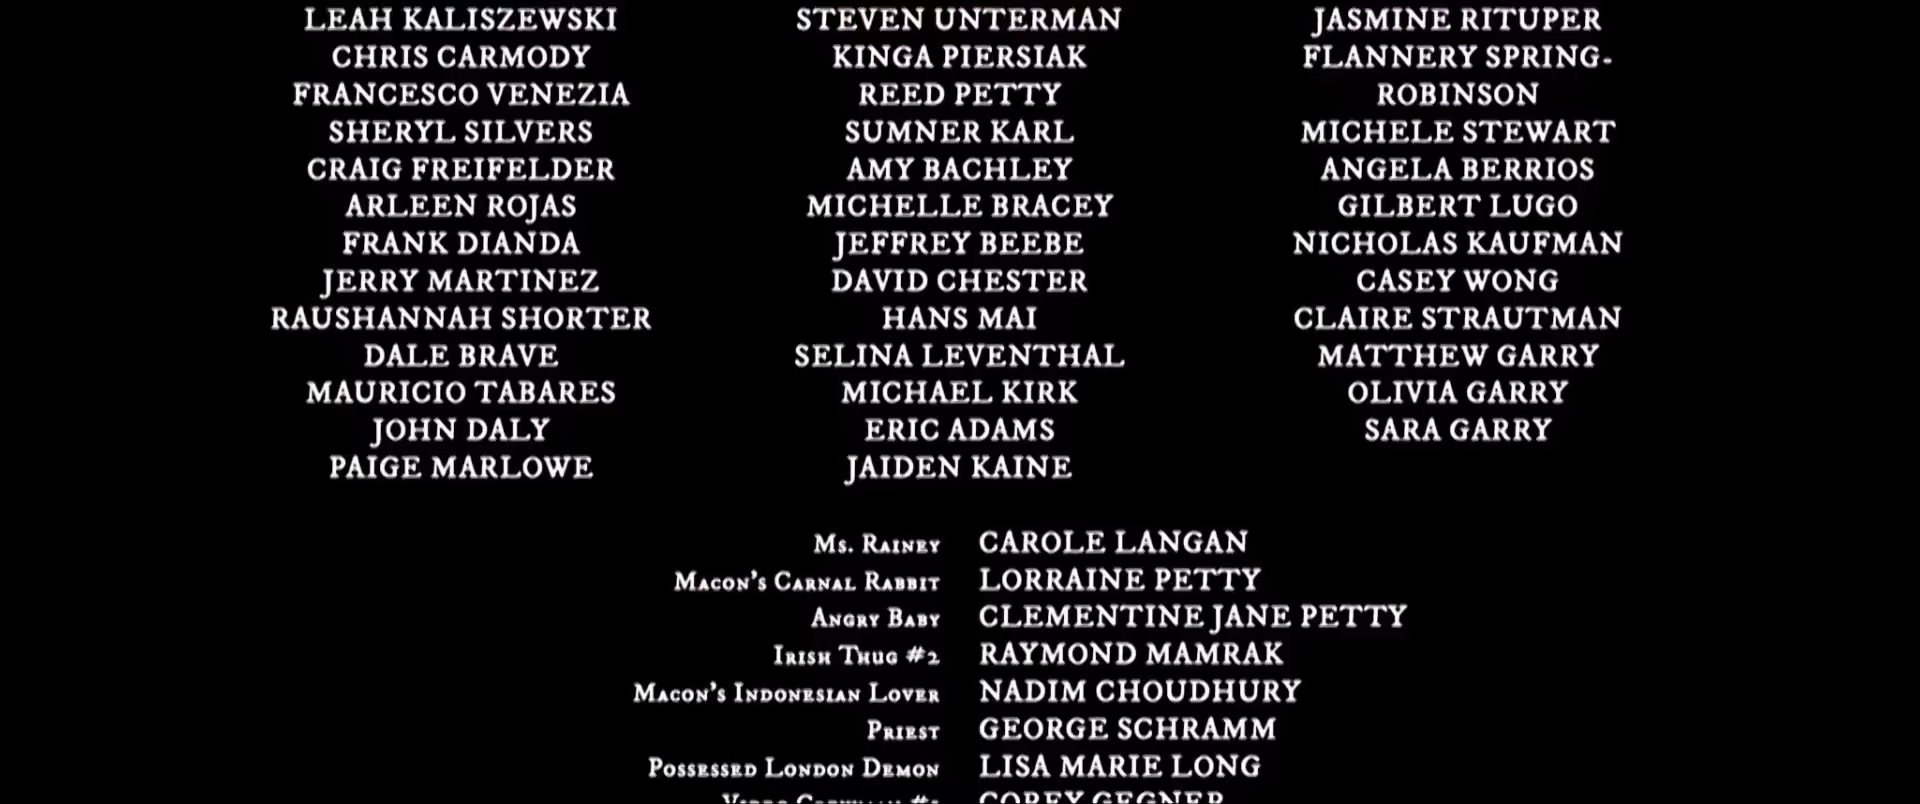 LEAH KALISZEWSKI
CHRIS CARMODY
FRANCESCO VENEZIA
SHERYL SILVERS
CRAIG FREIFELDER
ARLEEN ROJAS
FRANK DIANDA
JERRY MARTINEZ
RAUSHANNAH SHORTER
DALE BRAVE
MAURICIO TABARES
JOHN DALY
PAIGE MARLOWE
STEVEN UNTERMAN
KINGA PIERSIAK
REED PETTY
SUMNER KARL
AMY BACHLEY
MICHELLE BRACEY
JEFFREY BEEBE
DAVID CHESTER
HANS MAI
SELINA LEVENTHAL
MICHAEL KIRK
ERIC ADAMS
JAIDEN KAINE
JASMINE RITUPER
FLANNERY SPRING-
ROBINSON
MICHELE STEWART
ANGELA BERRIOS
GILBERT LUGO
NICHOLAS KAUFMAN
CASEY WONG
CLAIRE STRAUTMAN
MATTHEW GARRY
OLIVIA GARRY
SARA GARRY
Ms. Rainey CAROLE LANGAN
Macon's Carnal Rabbit LORRAINE PETTY
Angry Baby CLEMENTINE JANE PETTY
Irish Thug #2 RAYMOND MAMRAK
Macon's Indonesian Lover NADIM CHOUDHURY
Priest GEORGE SCHRAMM
Possessed London Demon LISA MARIE LONG
COREY GEGNER